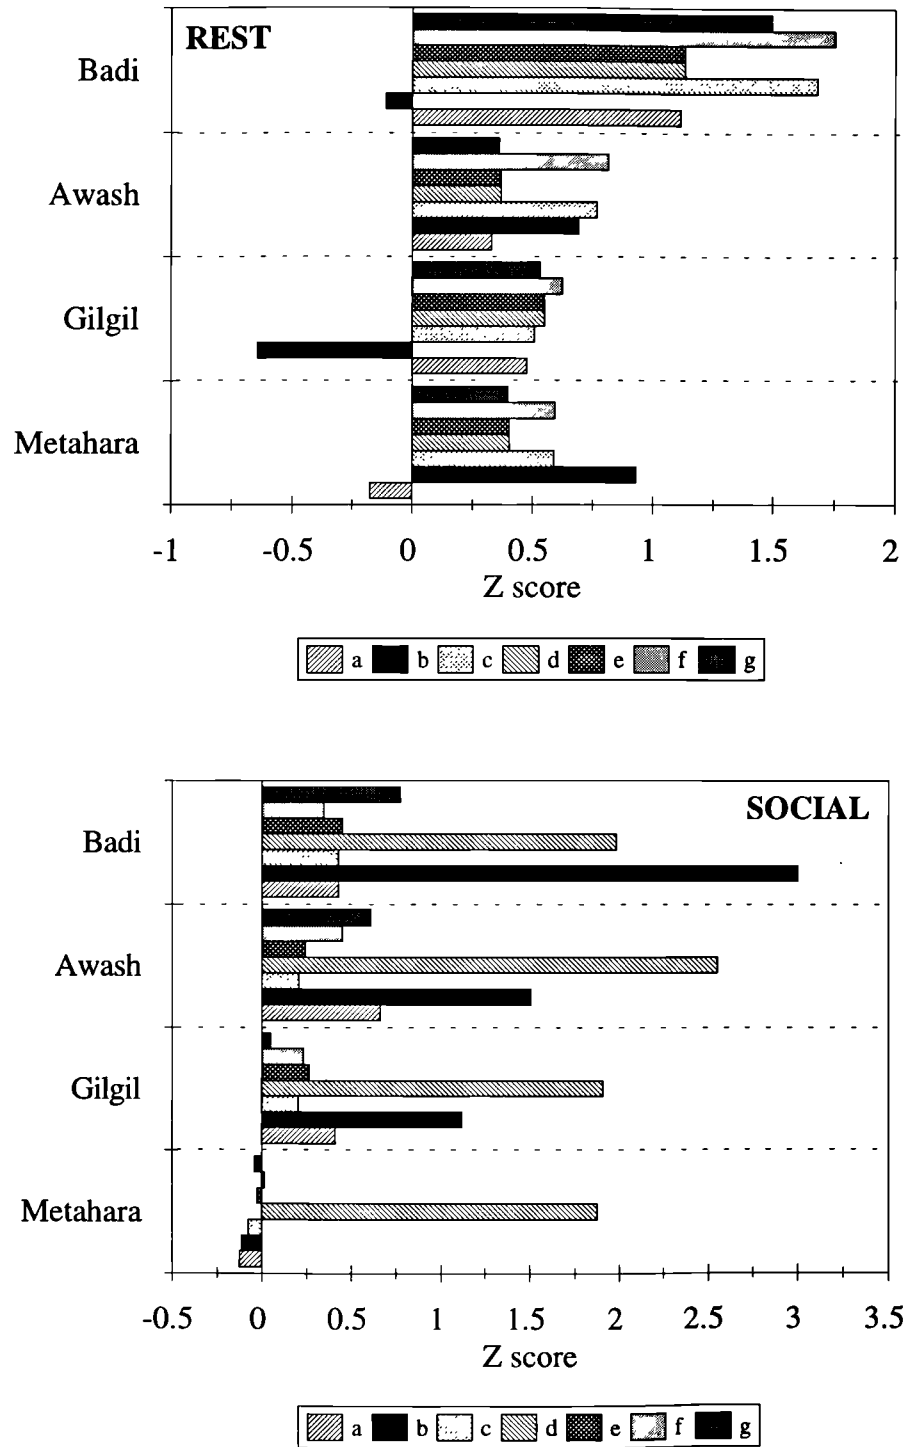 REST
Badi
Awash
Gilgil
Metahara
-1 -0.5 0 0.5 1 1.5 2
Z score
a b c d e f g
SOCIAL
Badi
Awash
Gilgil
Metahara
-0.5 0 0.5 1 1.5 2 2.5 3 3.5
Z score
a b c d e f g